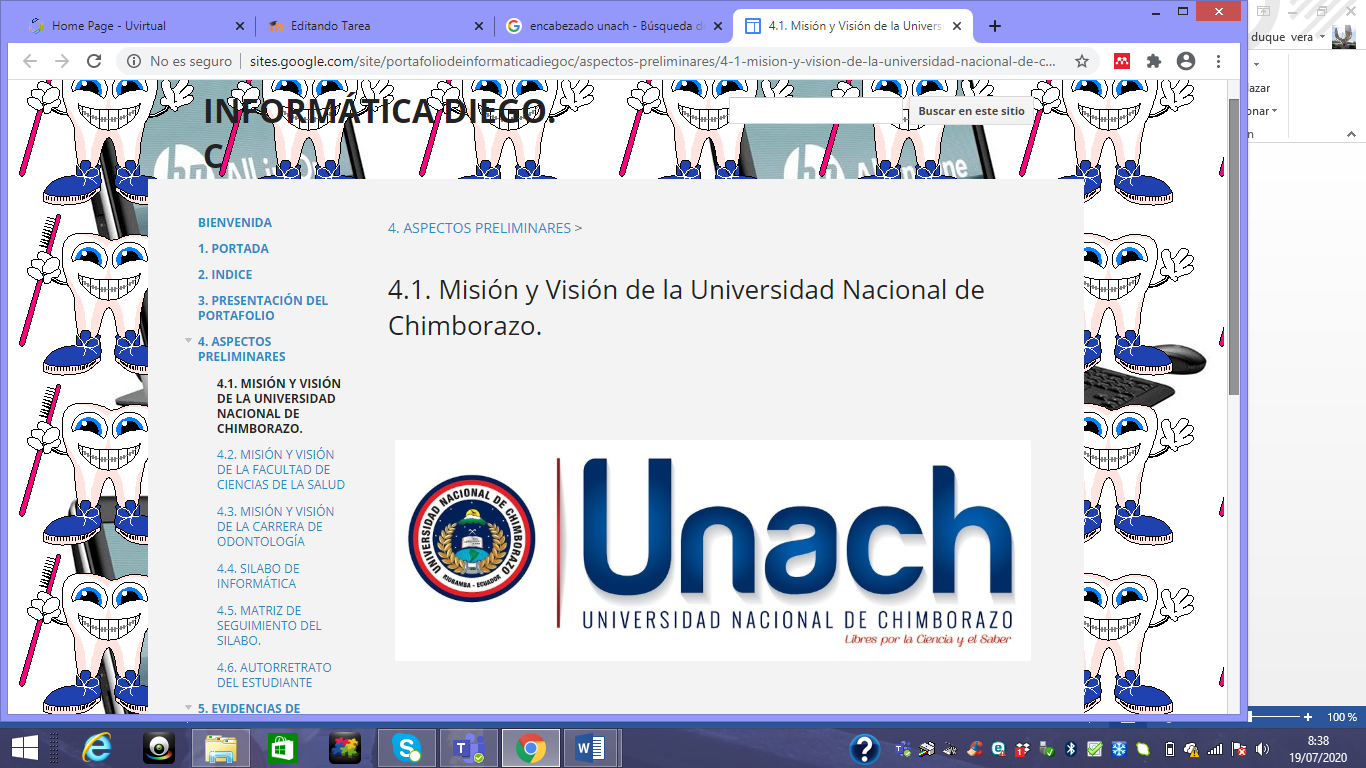 Home Page - Uvirtual
Editando Tarea
encabezado unach - Búsqueda d
4.1. Misión y Visión de la Univers
duque vera
No es seguro
sites.google.com/site/portafoliodeinformaticadiegoc/aspectos-preliminares/4-1-mision-y-vision-de-la-universidad-nacional-de-c...
azar
onar
n
INFORMÁTICA DIEGO.
C
Buscar en este sitio
hp All in One
BIENVENIDA
1. PORTADA
2. INDICE
3. PRESENTACIÓN DEL
PORTAFOLIO
4. ASPECTOS
PRELIMINARES
4.1. MISIÓN Y VISIÓN
DE LA UNIVERSIDAD
NACIONAL DE
CHIMBORAZO.
4.2. MISIÓN Y VISIÓN
DE LA FACULTAD DE
CIENCIAS DE LA SALUD
4.3. MISIÓN Y VISIÓN
DE LA CARRERA DE
ODONTOLOGÍA
4.4. SILABO DE
INFORMÁTICA
4.5. MATRIZ DE
SEGUIMIENTO DEL
SILABO.
4.6. AUTORRETRATO
DEL ESTUDIANTE
5. EVIDENCIAS DE
4. ASPECTOS PRELIMINARES >
4.1. Misión y Visión de la Universidad Nacional de
Chimborazo.
UNIVERSIDAD NACIONAL DE CHIMBORAZO
RIOBAMBA - ECUADOR
Unach
UNIVERSIDAD NACIONAL DE CHIMBORAZO
Libres por la Ciencia y el Saber
100 %
8:38
19/07/2020